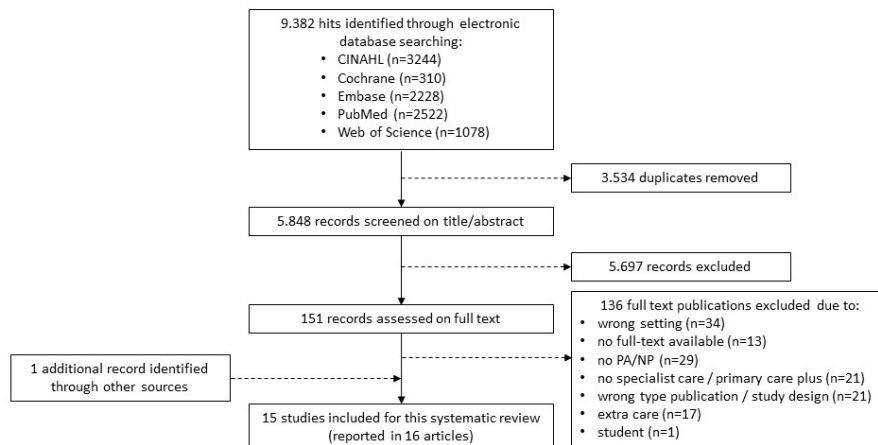 9.382 hits identified through electronic
database searching:
• CINAHL (n=3244)
• Cochrane (n=310)
• Embase (n=2228)
• PubMed (n=2522)
• Web of Science (n=1078)
3.534 duplicates removed
5.848 records screened on title/abstract
5.697 records excluded
151 records assessed on full text
136 full text publications excluded due to:
• wrong setting (n=34)
• no full-text available (n=13)
• no PA/NP (n=29)
• no specialist care / primary care plus (n=21)
• wrong type publication / study design (n=21)
• extra care (n=17)
• student (n=1)
1 additional record identified
through other sources
15 studies included for this systematic review
(reported in 16 articles)